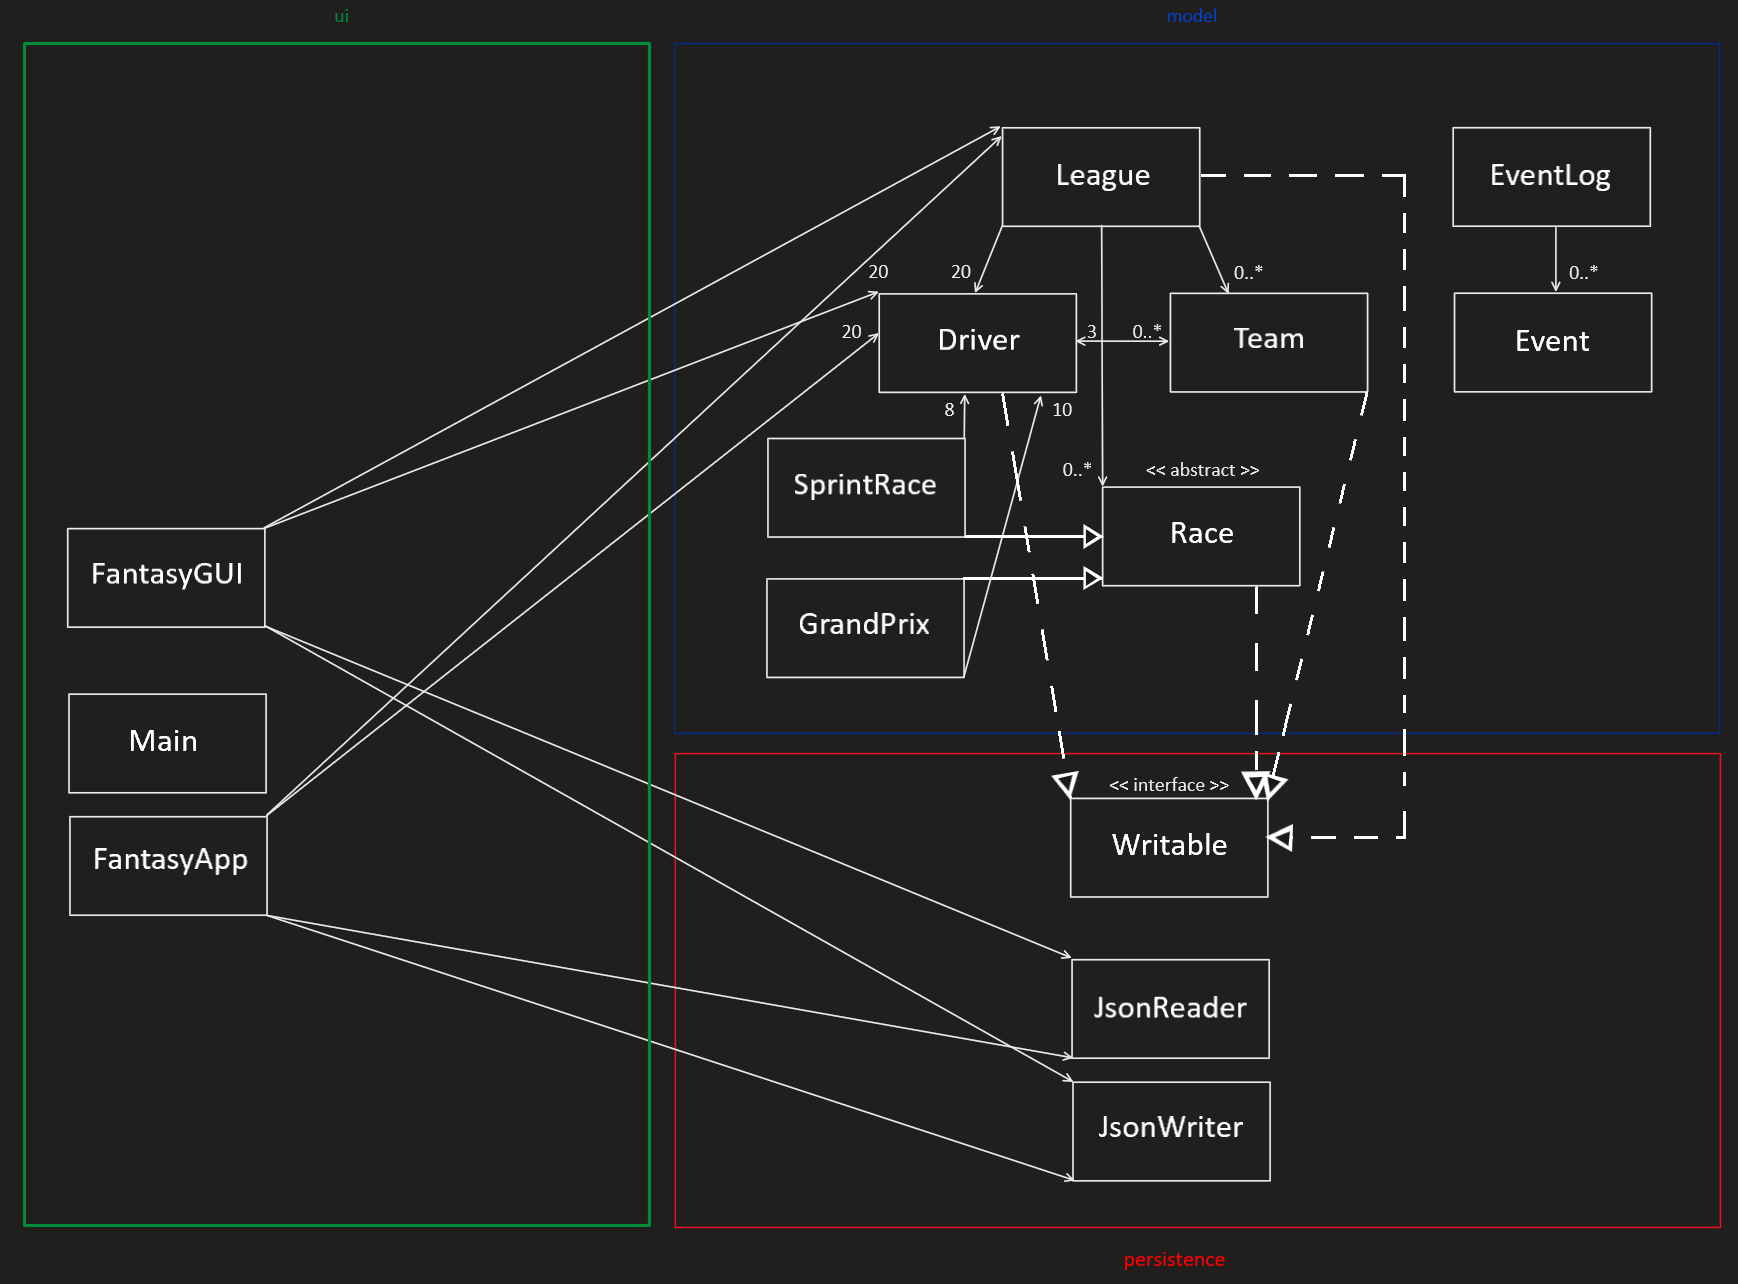 ui
model
League
EventLog
20
20
0..*
0..*
20
Driver
3
0..*
Team
Event
8
10
SprintRace
0..*
<< abstract >>
Race
FantasyGUI
GrandPrix
Main
<< interface >>
Writable
FantasyApp
JsonReader
JsonWriter
persistence